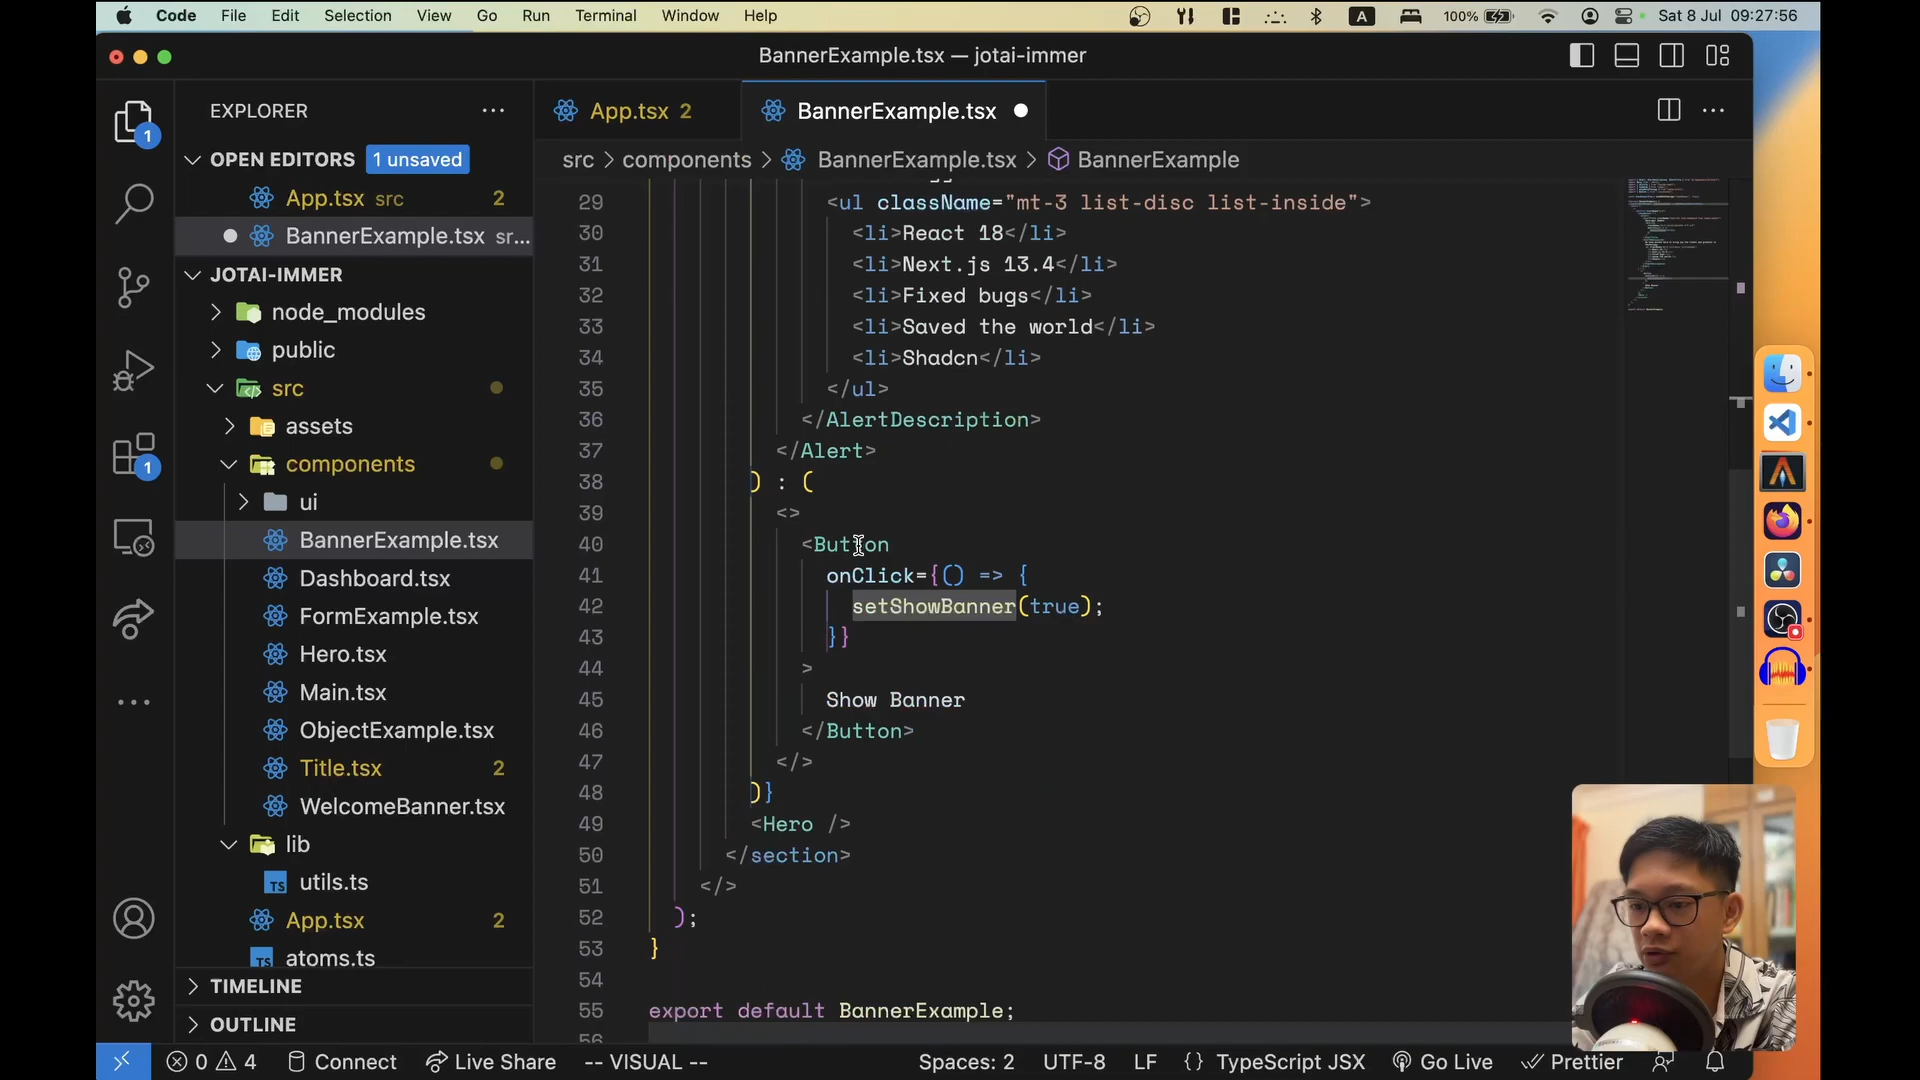 Code File Edit Selection View Go Run Terminal Window Help A 100% Sat 8 Jul 09:27:56
BannerExample.tsx — jotai-immer
EXPLORER
OPEN EDITORS 1 unsaved
App.tsx src 2
BannerExample.tsx sr...
JOTAI-IMMER
node_modules
public
src
assets
components
ui
BannerExample.tsx
Dashboard.tsx
FormExample.tsx
Hero.tsx
Main.tsx
ObjectExample.tsx
Title.tsx 2
WelcomeBanner.tsx
lib
TS utils.ts
App.tsx 2
TS atoms.ts
TIMELINE
OUTLINE
1
1
App.tsx 2 BannerExample.tsx
src > components > BannerExample.tsx > BannerExample
29 <ul className="mt-3 list-disc list-inside">
30 <li>React 18</li>
31 <li>Next.js 13.4</li>
32 <li>Fixed bugs</li>
33 <li>Saved the world</li>
34 <li>Shadcn</li>
35 </ul>
36 </AlertDescription>
37 </Alert>
38 ) : (
39 <>
40 <Button
41 onClick={() => {
42 setShowBanner(true);
43 }}
44 >
45 Show Banner
46 </Button>
47 </>
48 )}
49 <Hero />
50 </section>
51 </>
52 );
53 }
54
55 export default BannerExample;
56
0 4 Connect Live Share -- VISUAL -- Spaces: 2 UTF-8 LF {} TypeScript JSX Go Live Prettier